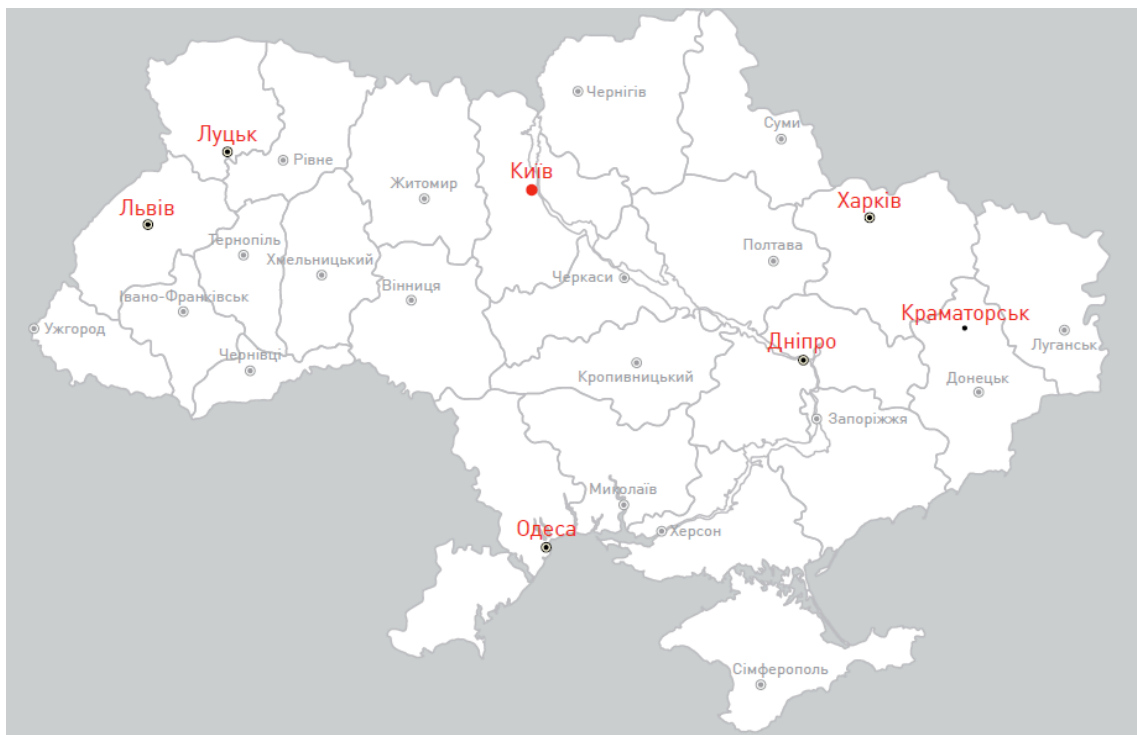 Чернігів
Суми
Луцьк
Рівне
Київ
Житомир
Харків
Львів
Тернопіль
Полтава
Хмельницький
Черкаси
Вінниця
Івано-Франківськ
Краматорськ
Ужгород
Дніпро
Луганськ
Чернівці
Кропивницький
Донецьк
Запоріжжя
Миколаїв
Одеса
Херсон
Сімферополь